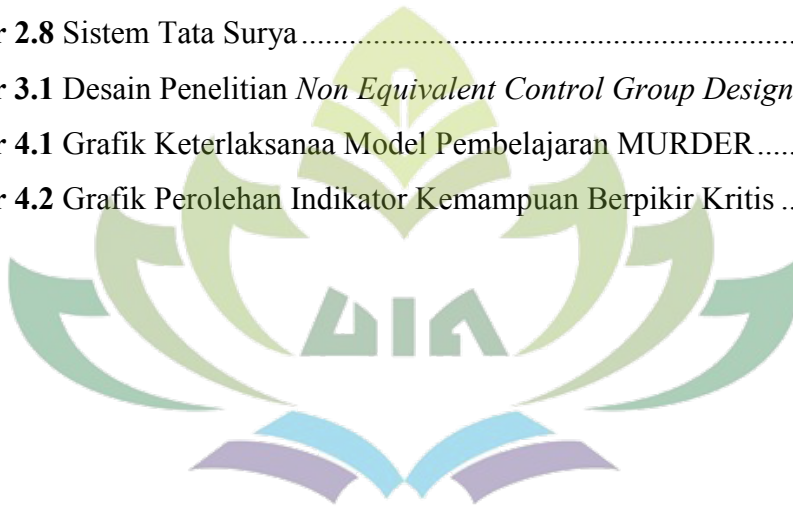 r 2.8 Sistem Tata Surya...............................................................
r 3.1 Desain Penelitian Non Equivalent Control Group Design
r 4.1 Grafik Keterlaksanaa Model Pembelajaran MURDER.....
r 4.2 Grafik Perolehan Indikator Kemampuan Berpikir Kritis ..
UIN